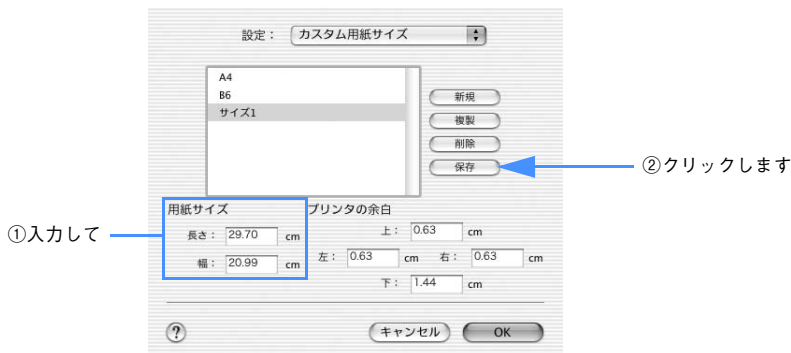 設定： カスタム用紙サイズ
A4
B6
サイズ1
新規
複製
削除
保存
②クリックします
用紙サイズ
①入力して
長さ： 29.70 cm
幅： 20.99 cm
プリンタの余白
上： 0.63 cm
左： 0.63 cm 右： 0.63 cm
下： 1.44 cm
?
キャンセル OK